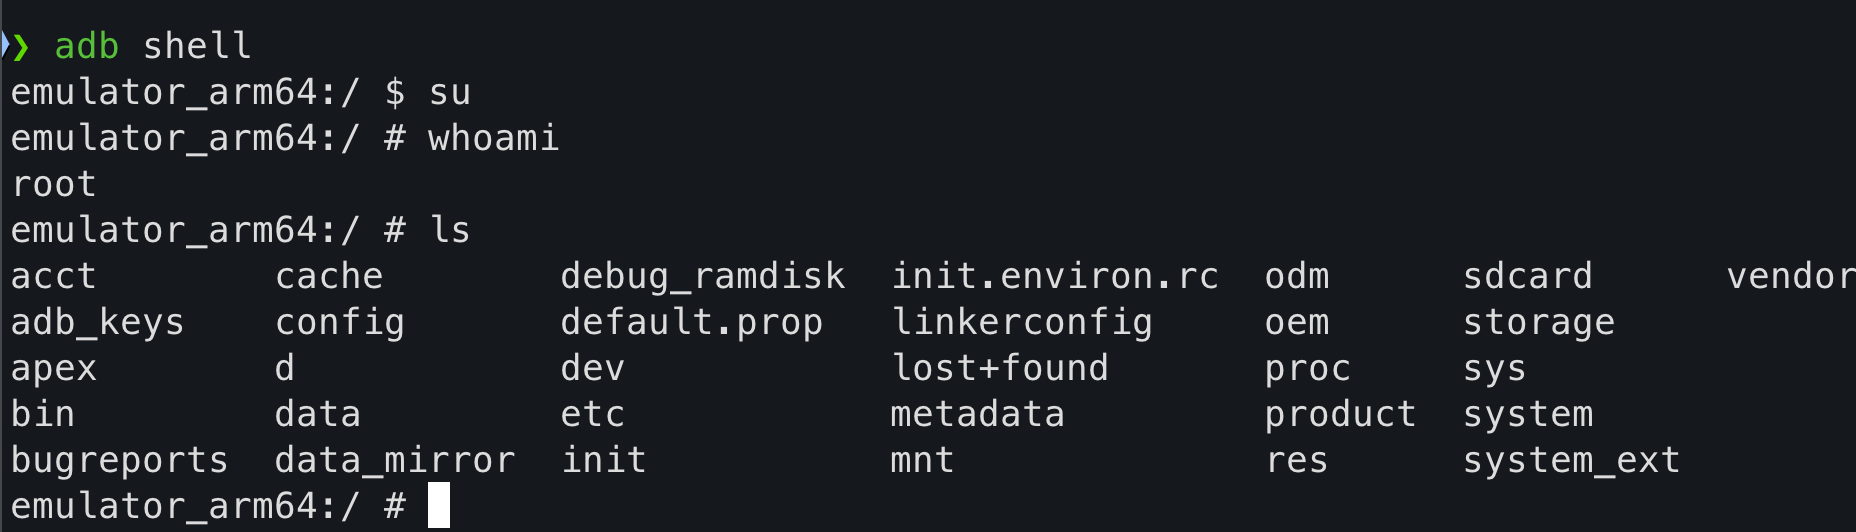 ❯ adb shell
emulator_arm64:/ $ su
emulator_arm64:/ # whoami
root
emulator_arm64:/ # ls
acct        cache        debug_ramdisk  init.environ.rc  odm      sdcard      vendor
adb_keys    config       default.prop   linkerconfig     oem      storage
apex        d            dev            lost+found       proc     sys
bin         data         etc            metadata         product  system
bugreports  data_mirror  init           mnt              res      system_ext
emulator_arm64:/ #